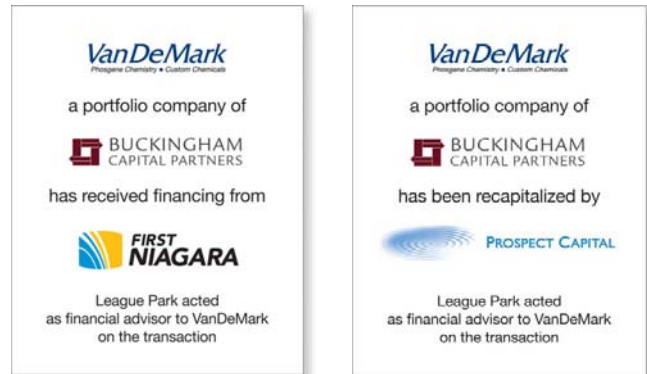 VanDeMark
Phosgene Chemistry • Custom Chemicals
a portfolio company of
BUCKINGHAM
CAPITAL PARTNERS
has received financing from
FIRST
NIAGARA
League Park acted
as financial advisor to VanDeMark
on the transaction
VanDeMark
Phosgene Chemistry • Custom Chemicals
a portfolio company of
BUCKINGHAM
CAPITAL PARTNERS
has been recapitalized by
PROSPECT CAPITAL
League Park acted
as financial advisor to VanDeMark
on the transaction